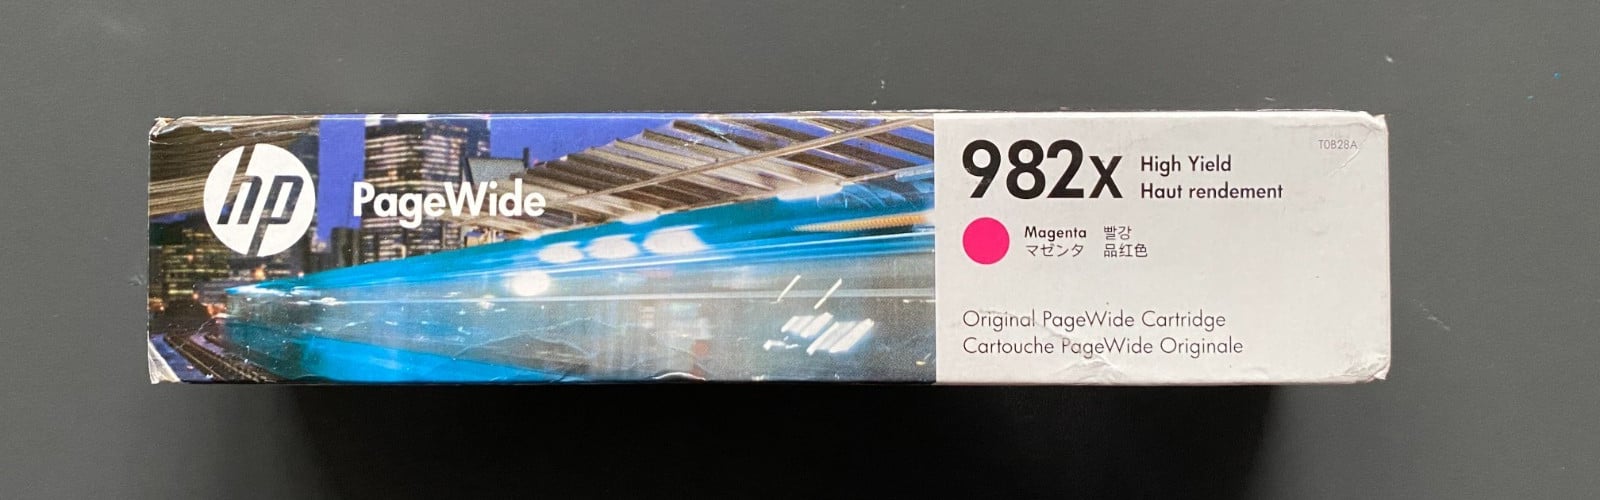 hp PageWide
982X High Yield
Haut rendement
T0B28A
Magenta 빨강
マゼンタ 品红色
Original PageWide Cartridge
Cartouche PageWide Originale